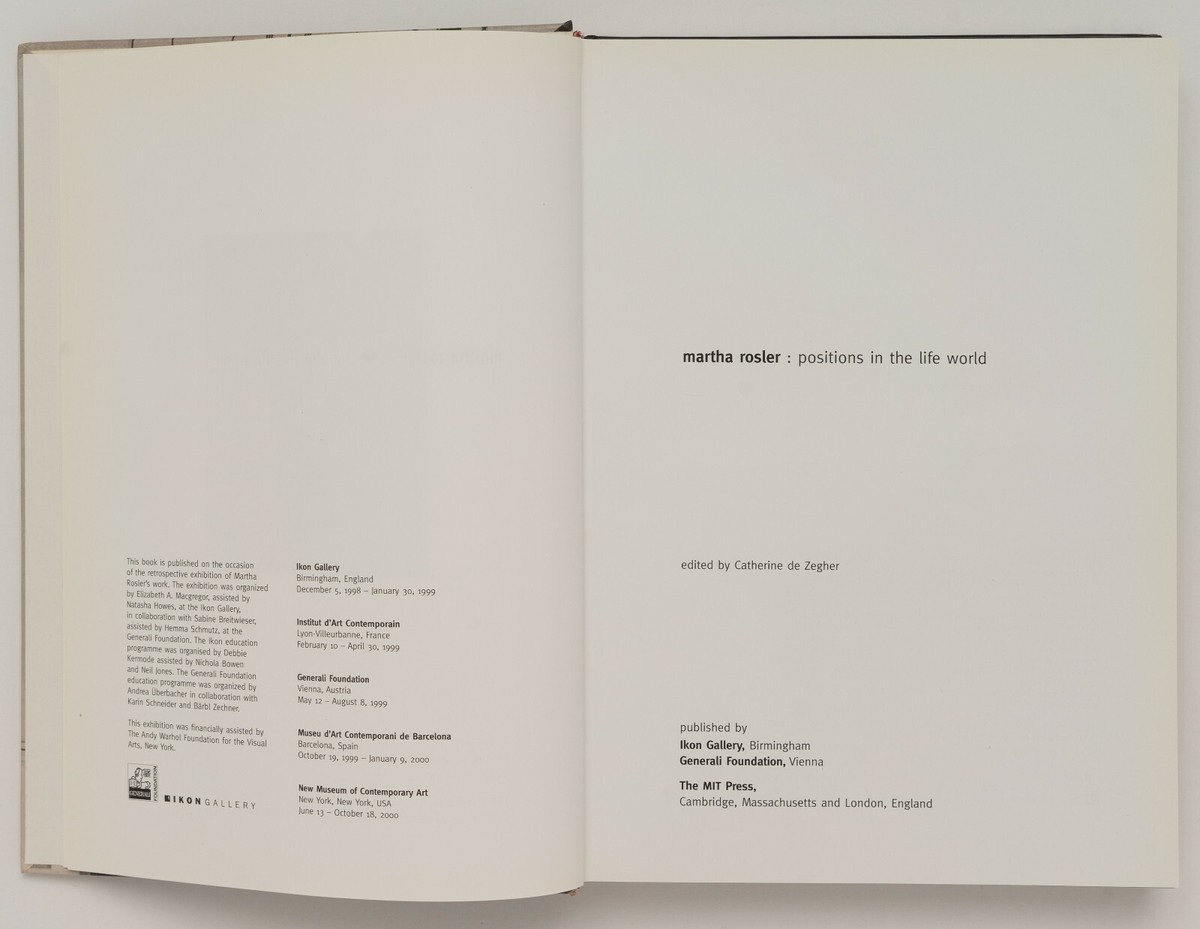 This book is published on the occasion
of the retrospective exhibition of Martha
Rosler's work. The exhibition was organized
by Elizabeth A. Macgregor, assisted by
Natasha Howes, at the Ikon Gallery,
in collaboration with Sabine Breitwieser,
assisted by Hemma Schmutz, at the
Generali Foundation. The Ikon education
programme was organised by Debbie
Kermode assisted by Nichola Bowen
and Neil Jones. The Generali Foundation
education programme was organized by
Andrea Überbacher in collaboration with
Karin Schneider and Bärbl Zechner.
This exhibition was financially assisted by
The Andy Warhol Foundation for the Visual
Arts, New York.
GENERALI
FOUNDATION
IKON GALLERY
Ikon Gallery
Birmingham, England
December 5, 1998 – January 30, 1999
Institut d'Art Contemporain
Lyon-Villeurbanne, France
February 10 – April 30, 1999
Generali Foundation
Vienna, Austria
May 12 – August 8, 1999
Museu d'Art Contemporani de Barcelona
Barcelona, Spain
October 19, 1999 – January 9, 2000
New Museum of Contemporary Art
New York, New York, USA
June 13 – October 18, 2000
martha rosler : positions in the life world
edited by Catherine de Zegher
published by
Ikon Gallery, Birmingham
Generali Foundation, Vienna
The MIT Press,
Cambridge, Massachusetts and London, England